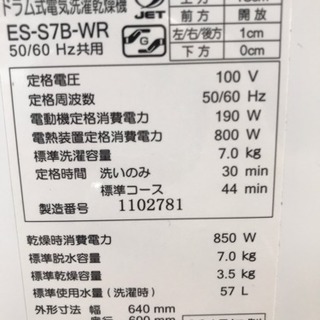 ドラム式電気洗濯乾燥機
ES-S7B-WR
50/60 Hz共用
JET
G
上方
前方 開放
左/右/後方 1cm
下方 0cm
定格電圧 100 V
定格周波数 50/60 Hz
電動機定格消費電力 190 W
電熱装置定格消費電力 800 W
標準洗濯容量 7.0 kg
定格時間 洗いのみ 30 min
標準コース 44 min
製造番号 1102781
乾燥時消費電力 850 W
標準脱水容量 7.0 kg
標準乾燥容量 3.5 kg
標準使用水量(洗濯時) 57 L
外形寸法 幅 640 mm